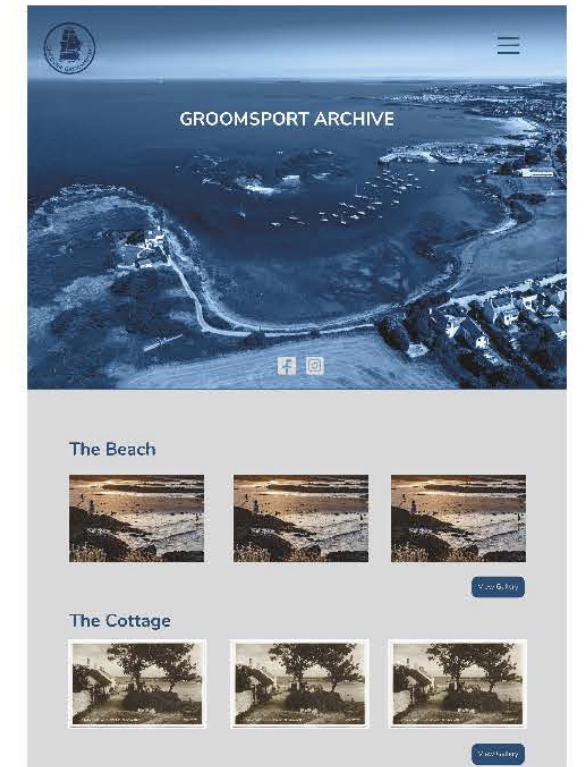 GROOMSPORT ARCHIVE
The Beach
View Gallery
The Cottage
View Gallery